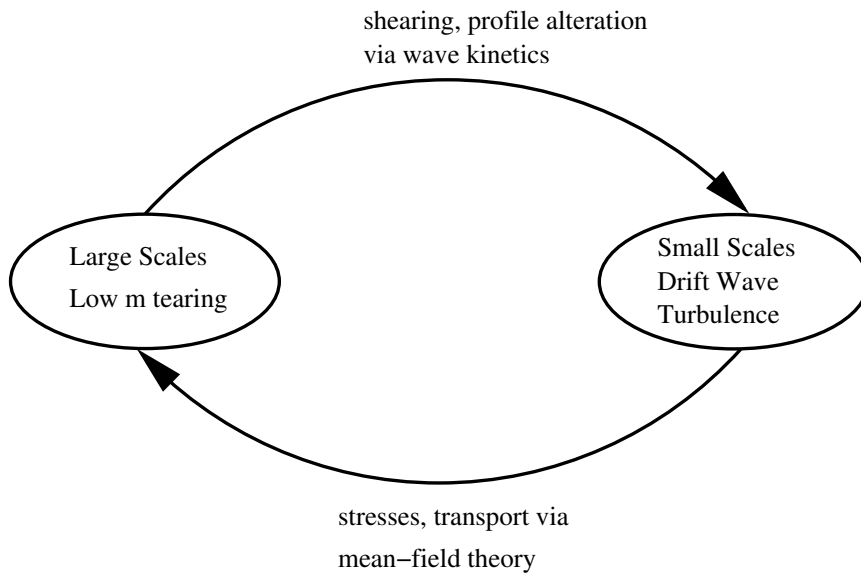 shearing, profile alteration
via wave kinetics
Large Scales
Low m tearing
Small Scales
Drift Wave
Turbulence
stresses, transport via
mean−field theory